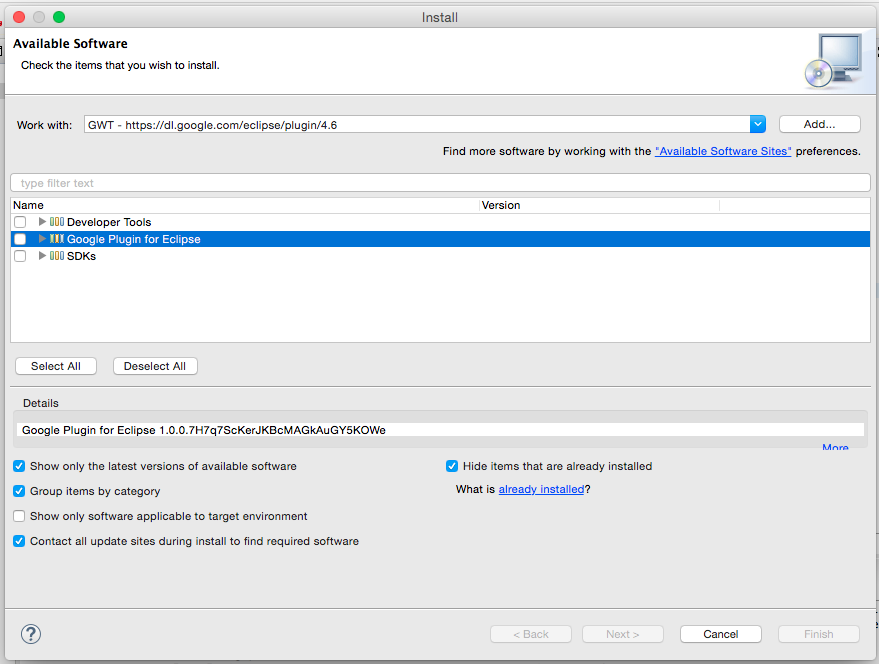 Install
Available Software
Check the items that you wish to install.
Work with: GWT - https://dl.google.com/eclipse/plugin/4.6 Add...
Find more software by working with the "Available Software Sites" preferences.
type filter text
Name Version
Developer Tools
Google Plugin for Eclipse
SDKs
Select All Deselect All
Details
Google Plugin for Eclipse 1.0.0.7H7q7ScKerJKBcMAGkAuGY5KOWe
More...
Show only the latest versions of available software Hide items that are already installed
Group items by category What is already installed?
Show only software applicable to target environment
Contact all update sites during install to find required software
? < Back Next > Cancel Finish